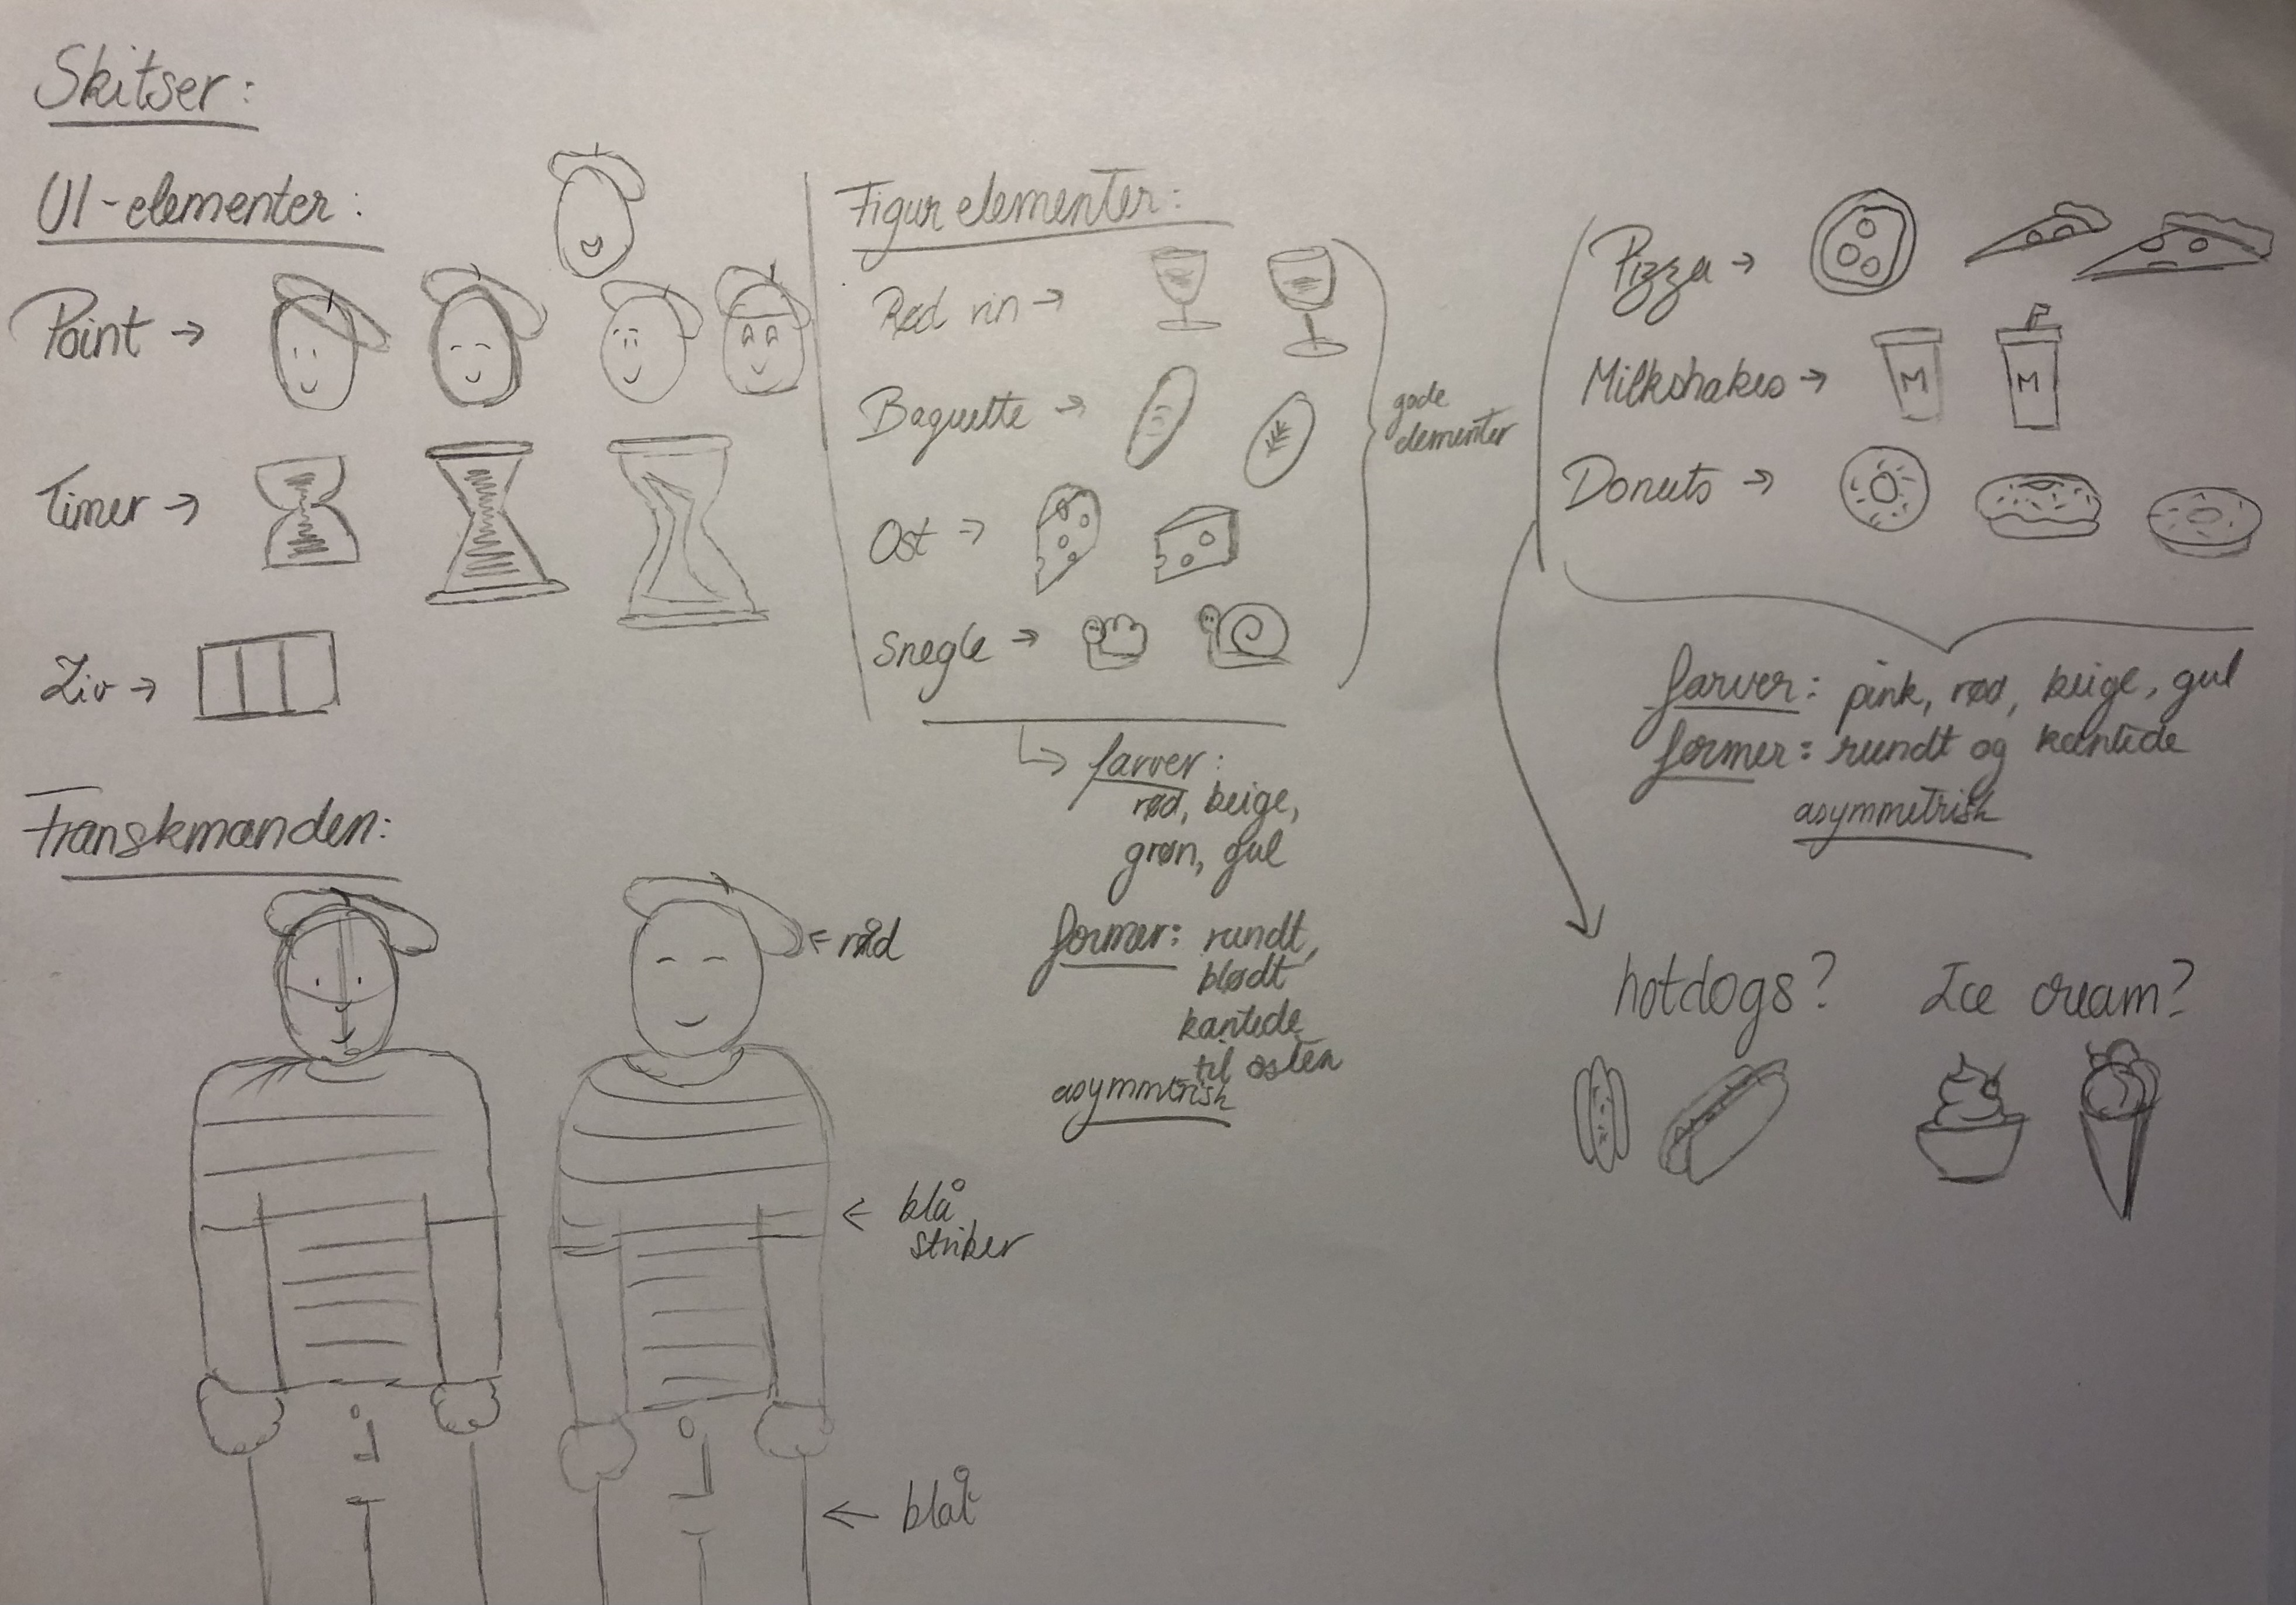 Skitser:
UI-elementer:
Point →
Timer →
Liv →
Franskmanden:
← rød
← blå
striber
← blåt
Figur elementer:
Rød vin →
Baguette →
Ost →
Snegle →
gode
elementer
farver:
rød, beige,
grøn, gul
former: rundt,
blødt
kantede
til osten
asymmetrisk
Pizza →
Milkshakes →
M M
Donuts →
farver: pink, rød, beige, gul
former: rundt og kantede
asymmetrisk
hotdogs? Ice cream?